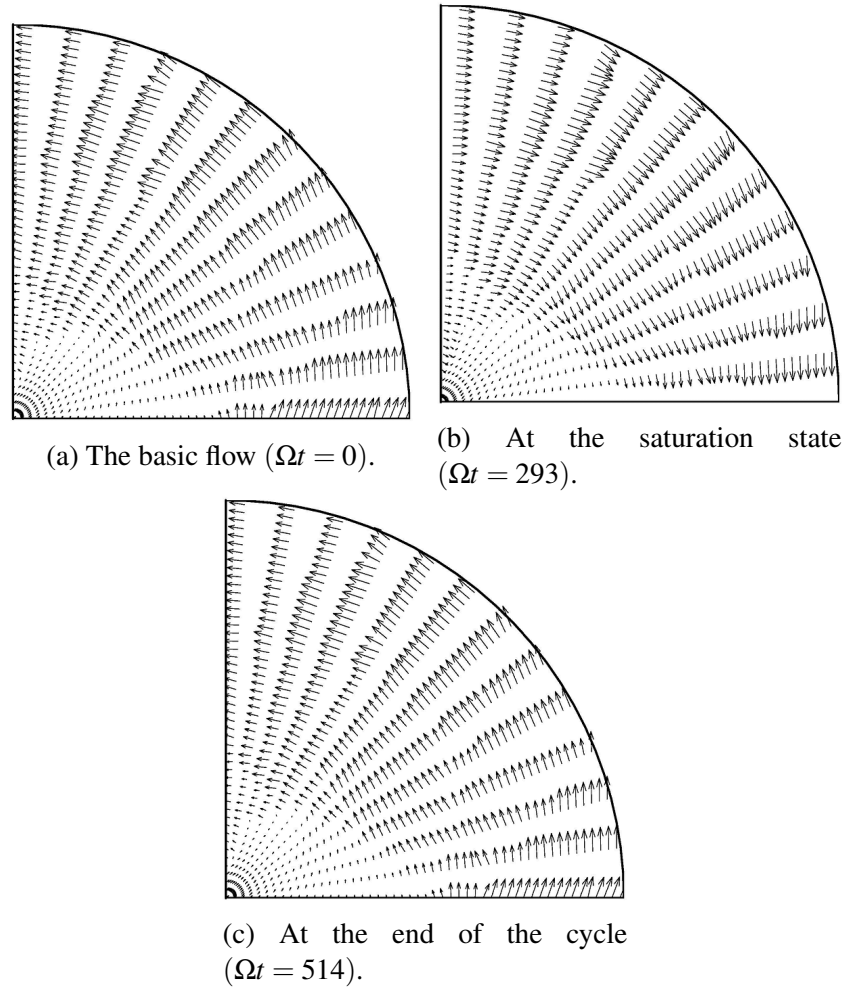 (a) The basic flow (Ωt = 0).
(b) At the saturation state
(Ωt = 293).
(c) At the end of the cycle
(Ωt = 514).